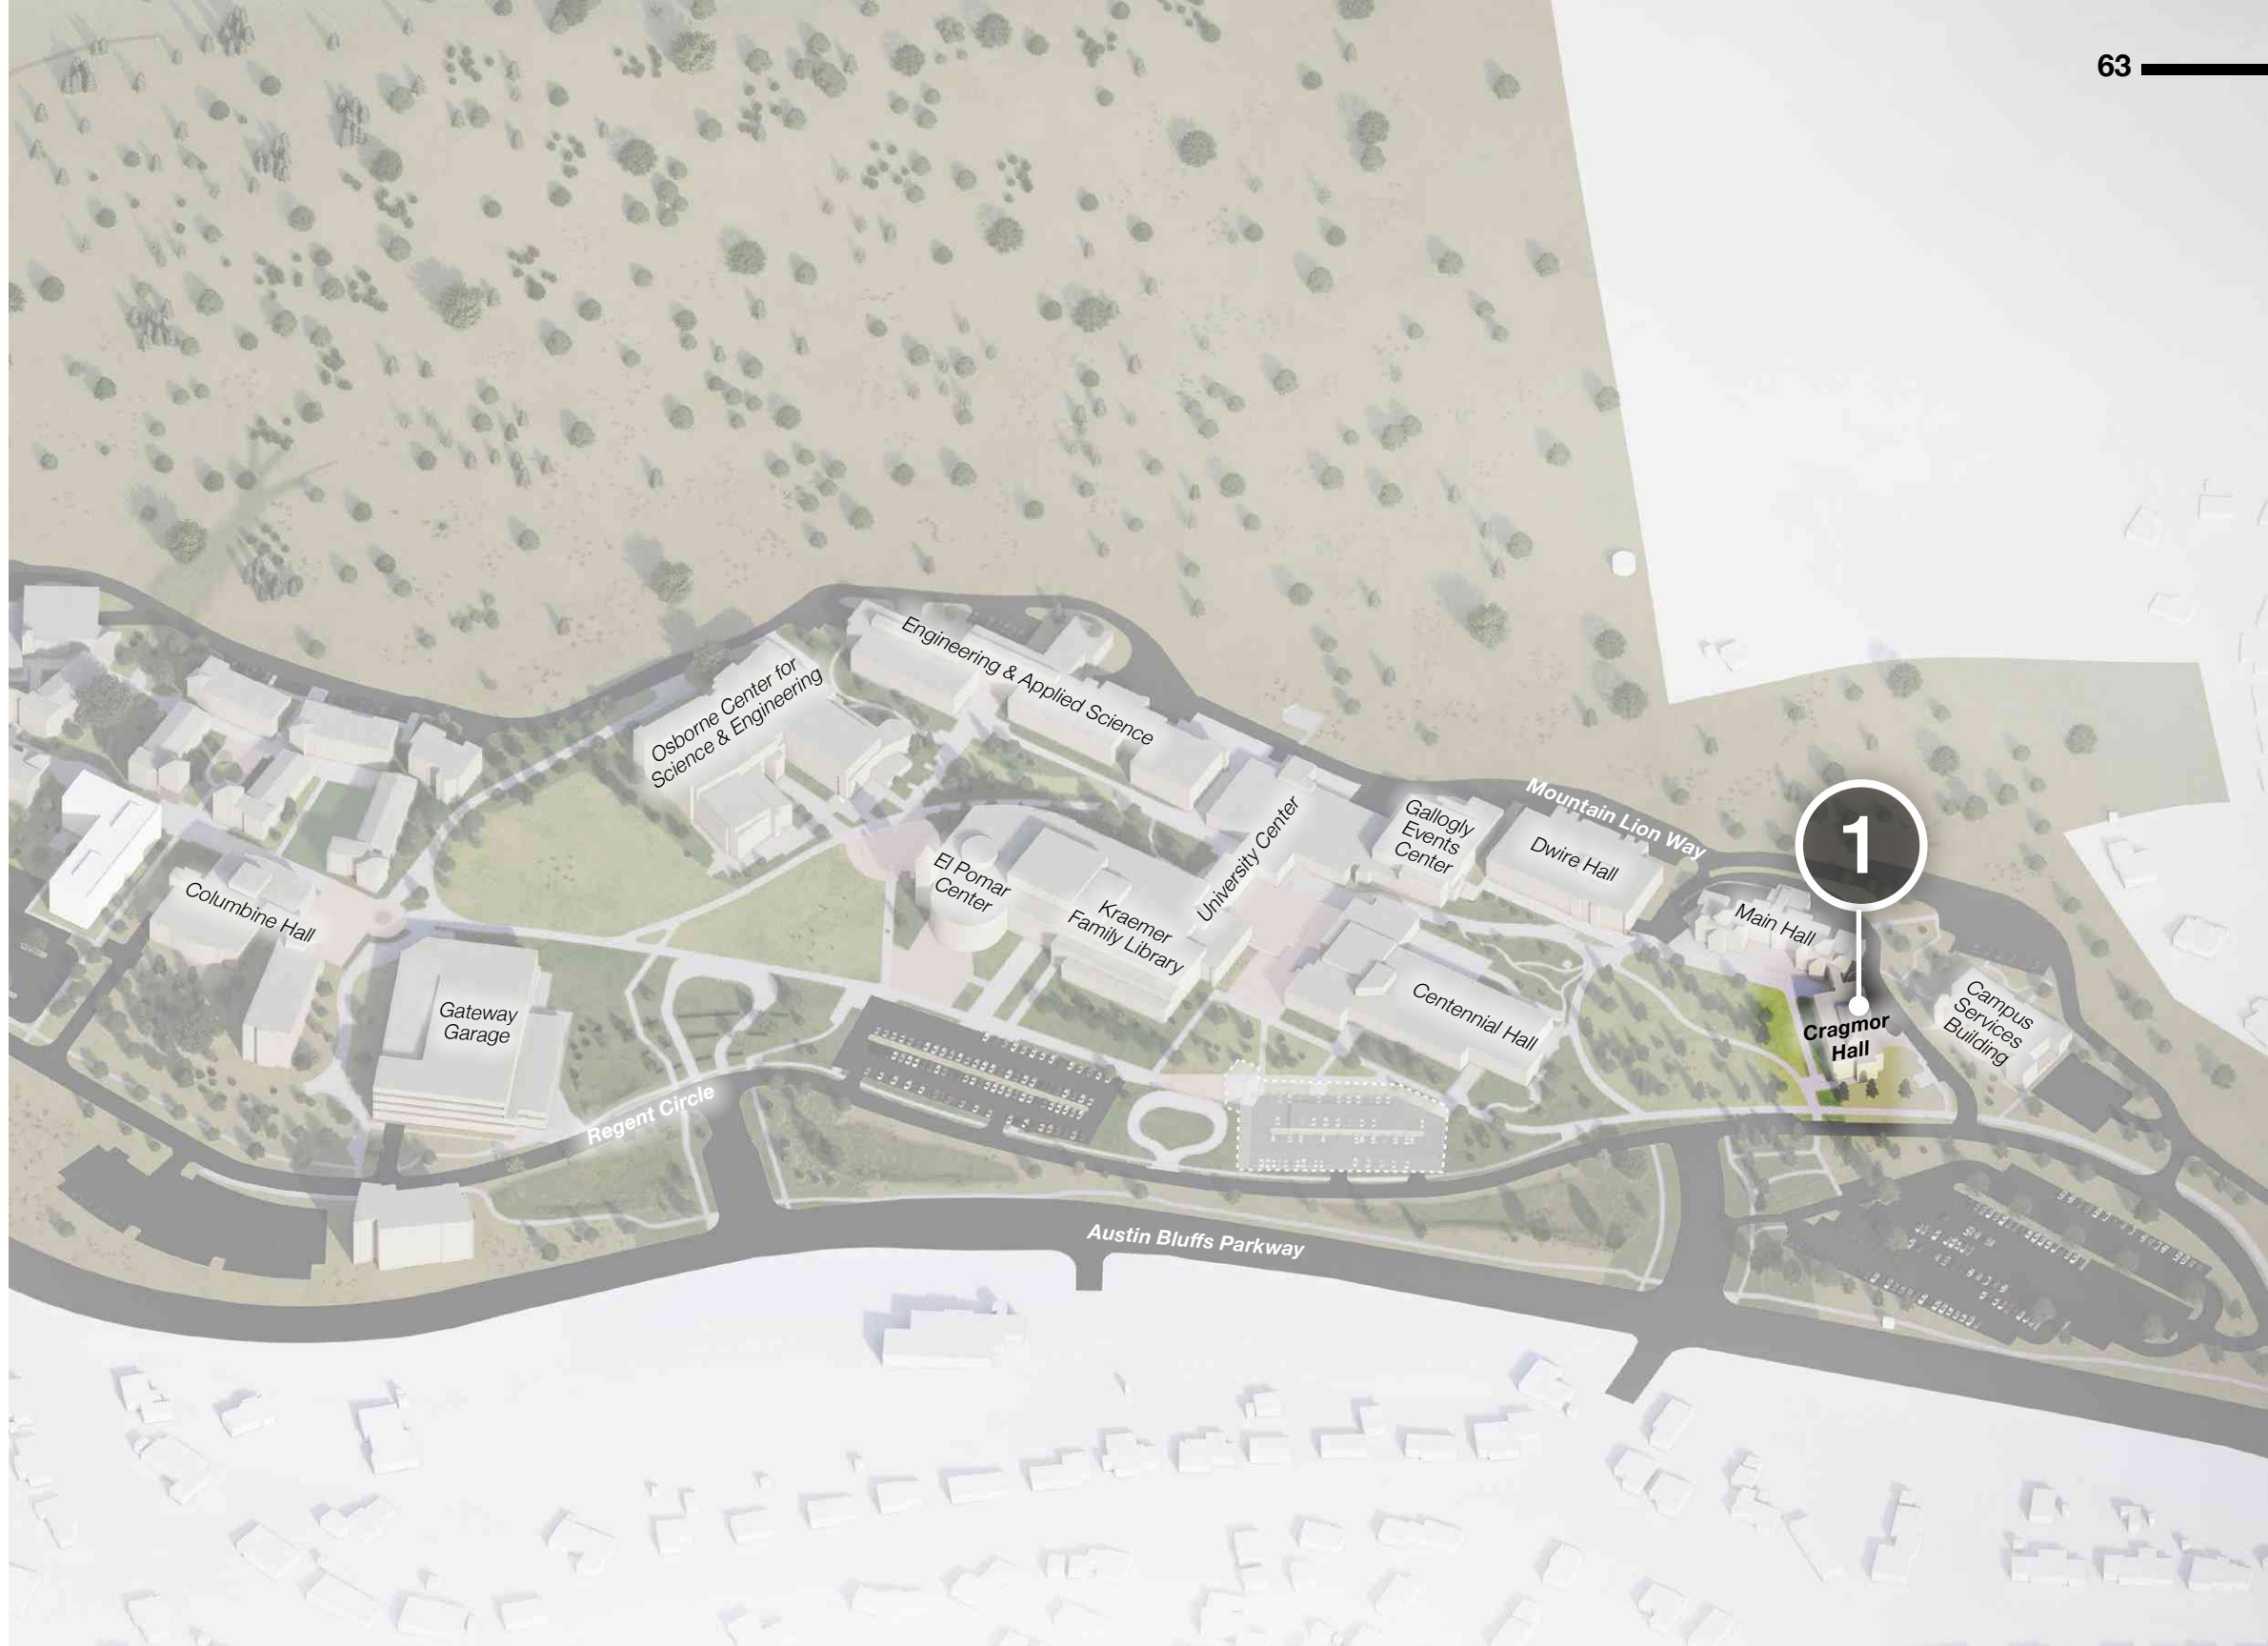 63
Engineering & Applied Science
Osborne Center for
Science & Engineering
Mountain Lion Way
Gallogly
Events
Center
Dwire Hall
University Center
1
El Pomar
Center
Kraemer
Family Library
Columbine Hall
Main Hall
Gateway
Garage
Centennial Hall
Cragmor
Hall
Campus
Services
Building
Regent Circle
Austin Bluffs Parkway